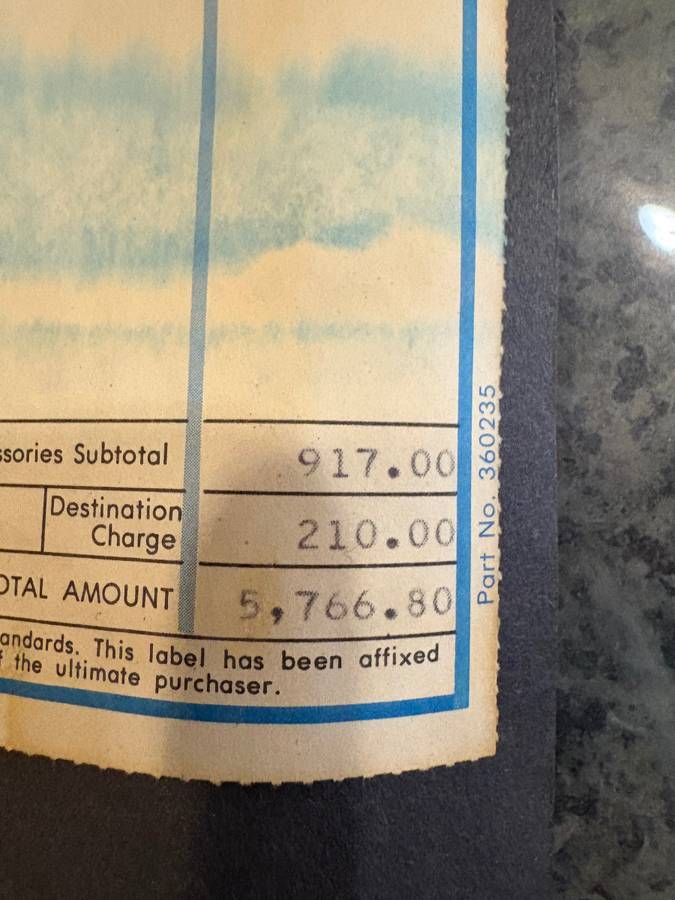 ssories Subtotal 917.00
Destination
Charge 210.00
OTAL AMOUNT 5,766.80
andards. This label has been affixed
f the ultimate purchaser.
Part No. 360235